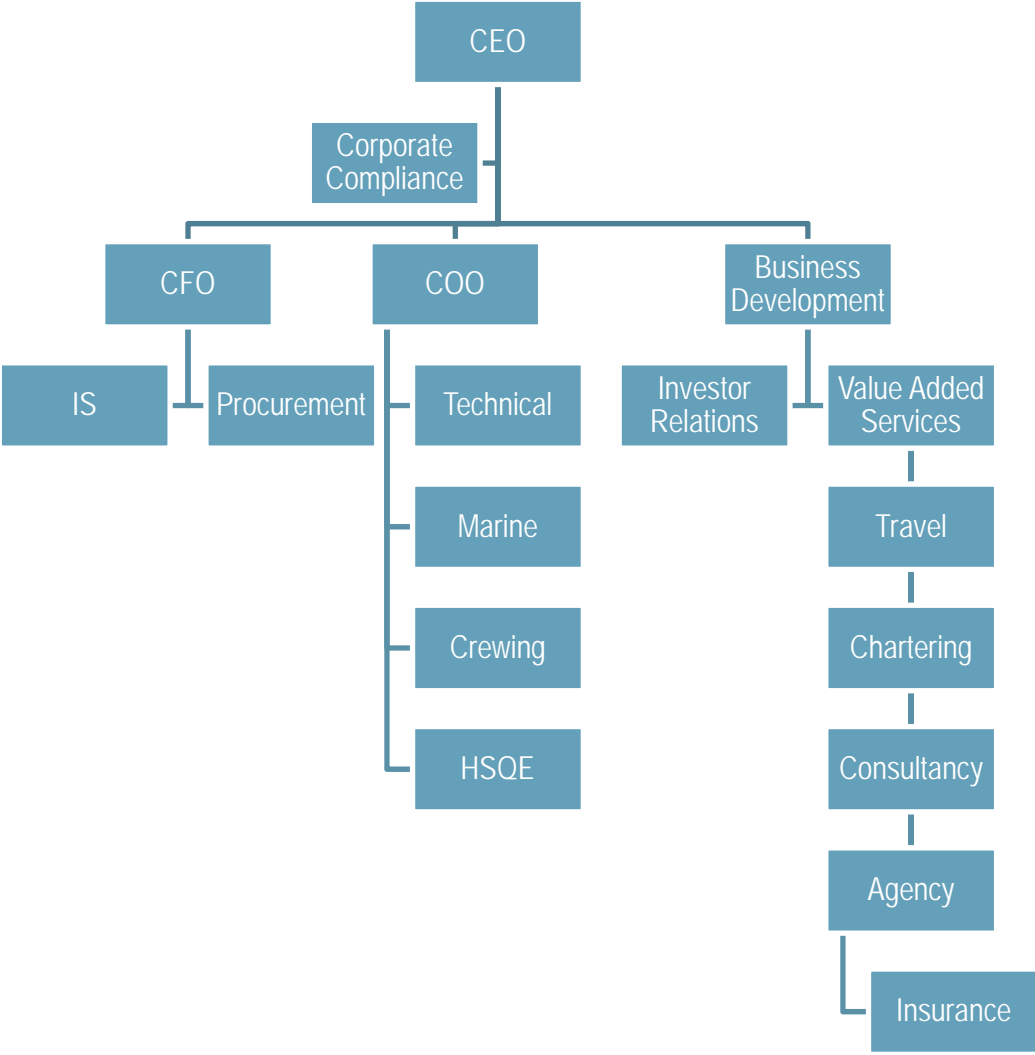 CEO
Corporate
Compliance
CFO
COO
Business
Development
IS
Procurement
Technical
Investor
Relations
Value Added
Services
Marine
Travel
Crewing
Chartering
HSQE
Consultancy
Agency
Insurance